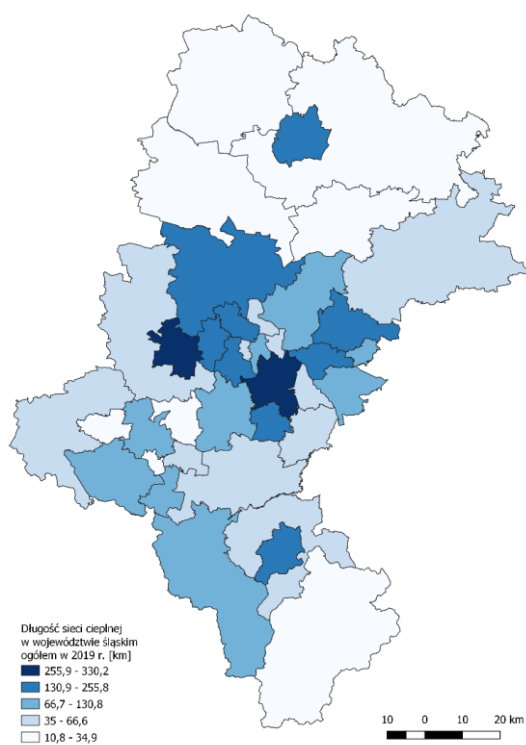 Długość sieci cieplnej
w województwie śląskim
ogółem w 2019 r. [km]
255,9 - 330,2
130,9 - 255,8
66,7 - 130,8
35 - 66,6
10,8 - 34,9
10 0 10 20 km